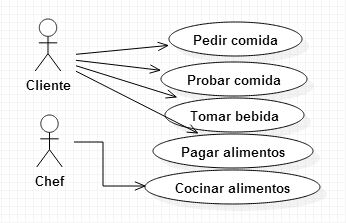 Pedir comida
Cliente
Probar comida
Tomar bebida
Pagar alimentos
Chef
Cocinar alimentos